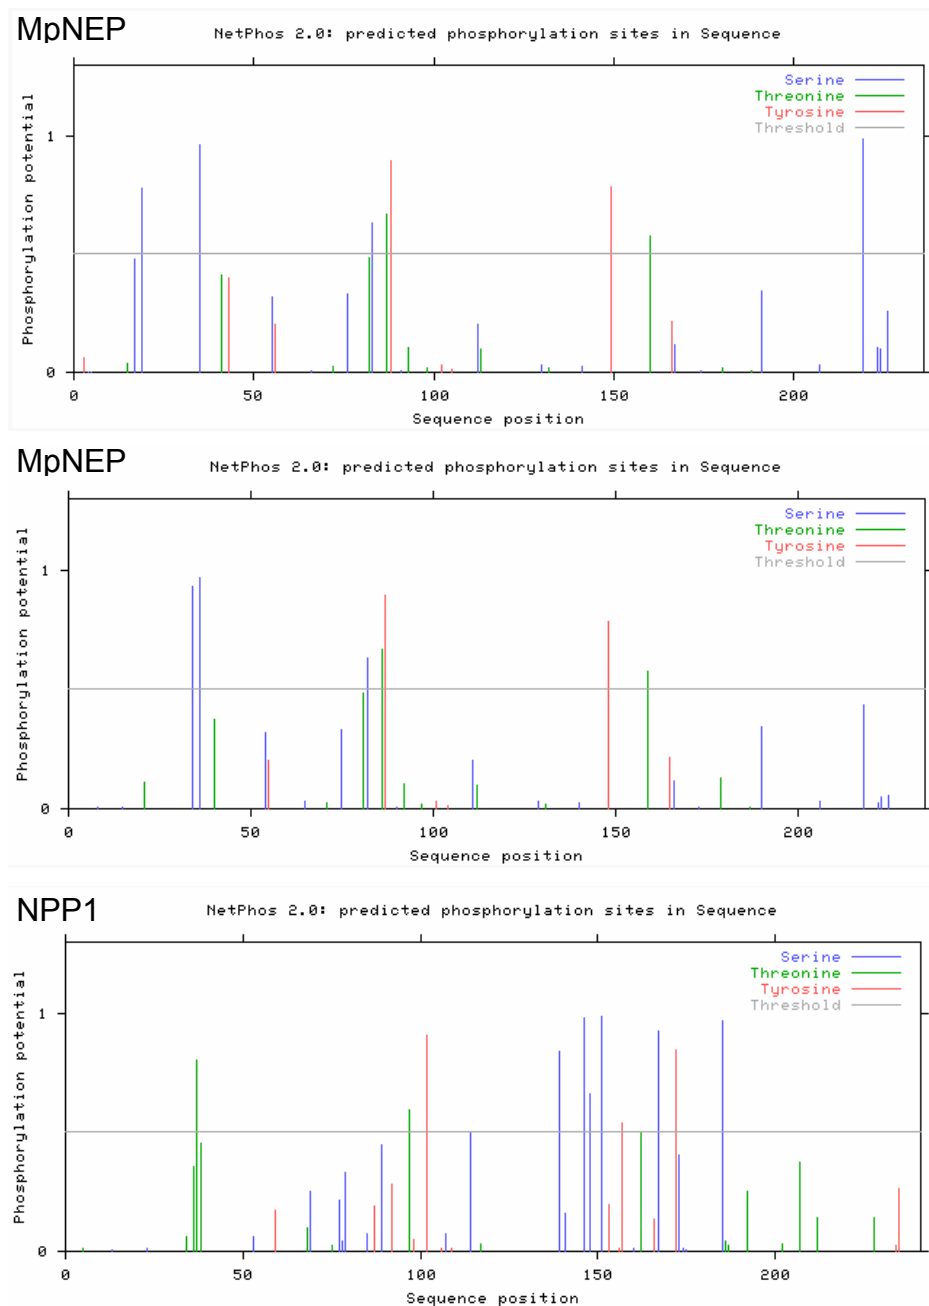 MpNEP
NetPhos 2.0: predicted phosphorylation sites in Sequence
Phosphorylation potential
1
0
Serine
Threonine
Tyrosine
Threshold
0 50 100 150 200
Sequence position
MpNEP
NetPhos 2.0: predicted phosphorylation sites in Sequence
Phosphorylation potential
1
0
Serine
Threonine
Tyrosine
Threshold
0 50 100 150 200
Sequence position
NPP1
NetPhos 2.0: predicted phosphorylation sites in Sequence
Phosphorylation potential
1
0
Serine
Threonine
Tyrosine
Threshold
0 50 100 150 200
Sequence position